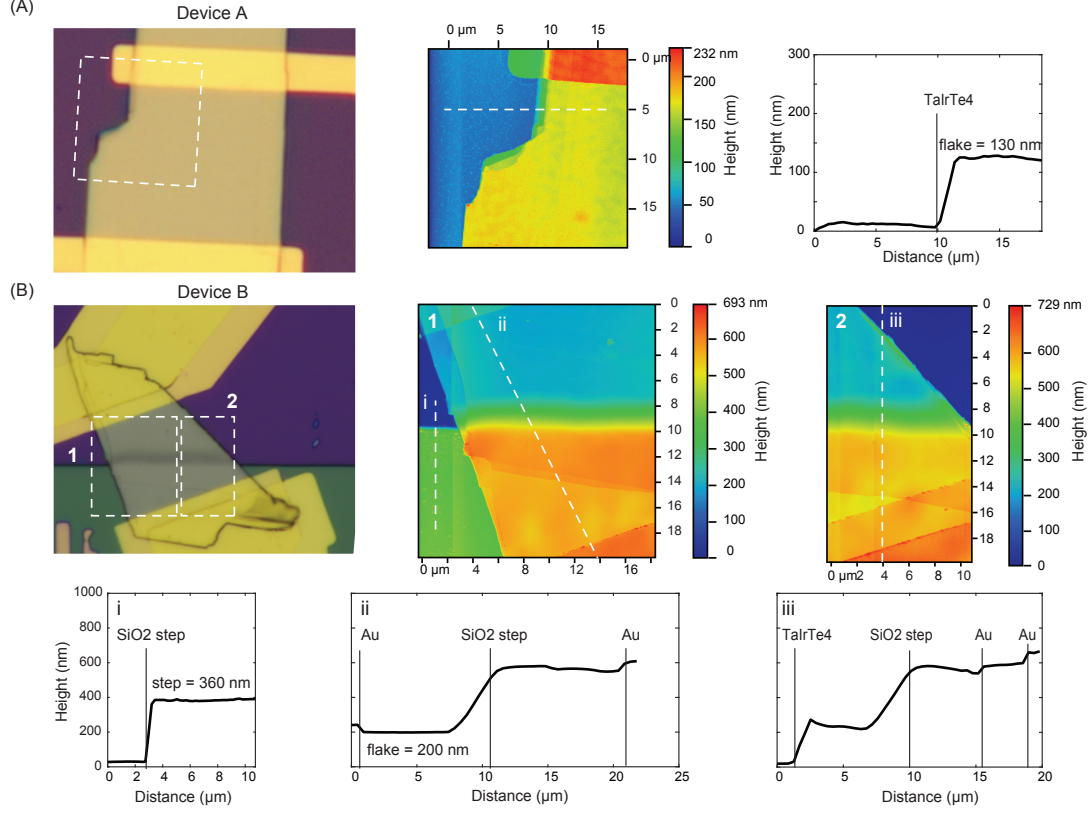 (A)
Device A
0 µm 5 10 15
0 µm
5
10
15
232 nm
200
150
100
50
0
Height (nm)
300
200
100
0
Height (nm)
TaIrTe4
flake = 130 nm
0 5 10 15
Distance (µm)
(B)
Device B
1
2
1
ii
i
0
2
4
6
8
10
12
14
16
18
0 µm 4 8 12 16
693 nm
600
500
400
300
200
100
0
Height (nm)
2
iii
0
2
4
6
8
10
12
14
16
18
0 µm 2 4 6 8 10
729 nm
600
500
400
300
200
100
0
Height (nm)
1000
800
600
400
200
0
Height (nm)
i
SiO2 step
step = 360 nm
0 2 4 6 8 10
Distance (µm)
ii
Au
SiO2 step
Au
flake = 200 nm
0 5 10 15 20 25
Distance (µm)
iii
TaIrTe4
SiO2 step
Au
Au
0 5 10 15 20
Distance (µm)